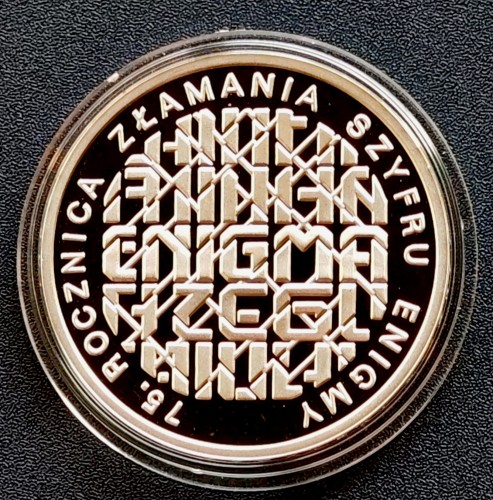 75. ROCZNICA ZŁAMANIA SZYFRU ENIGMY
ENIGMA